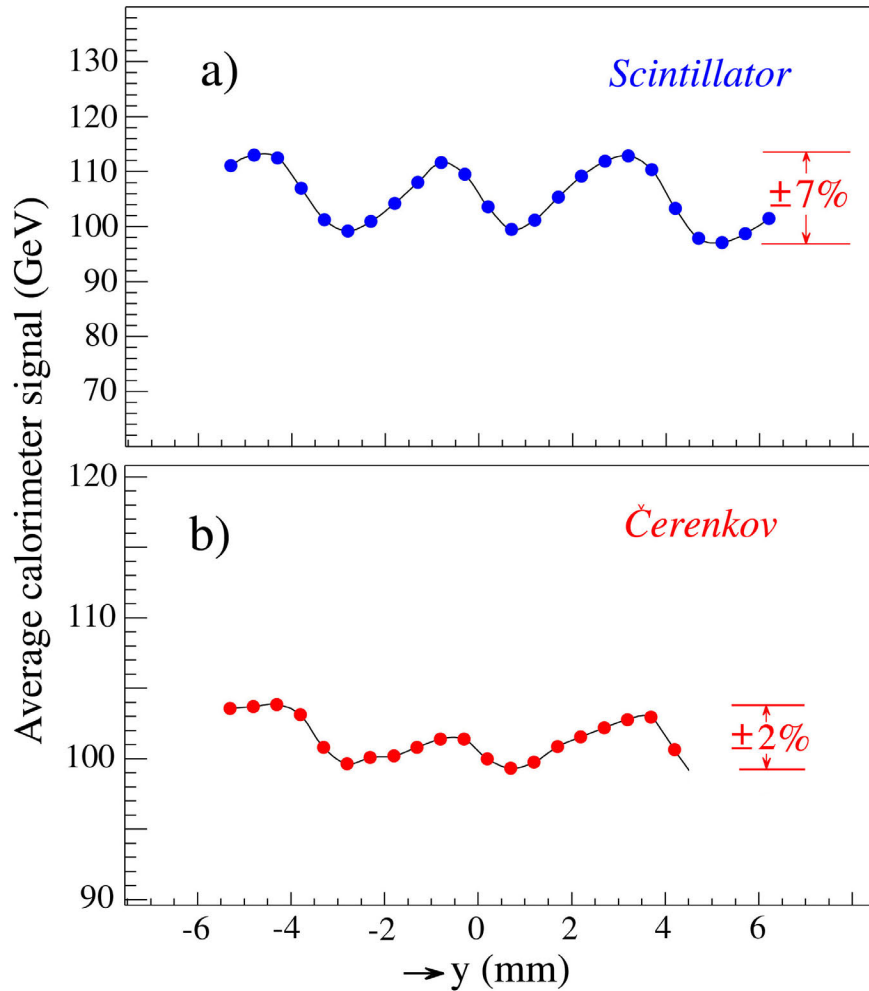 Average calorimeter signal (GeV)
a)
Scintillator
130
120
110
100
90
80
70
±7%
b)
Čerenkov
120
110
100
90
±2%
-6 -4 -2 0 2 4 6
→ y (mm)